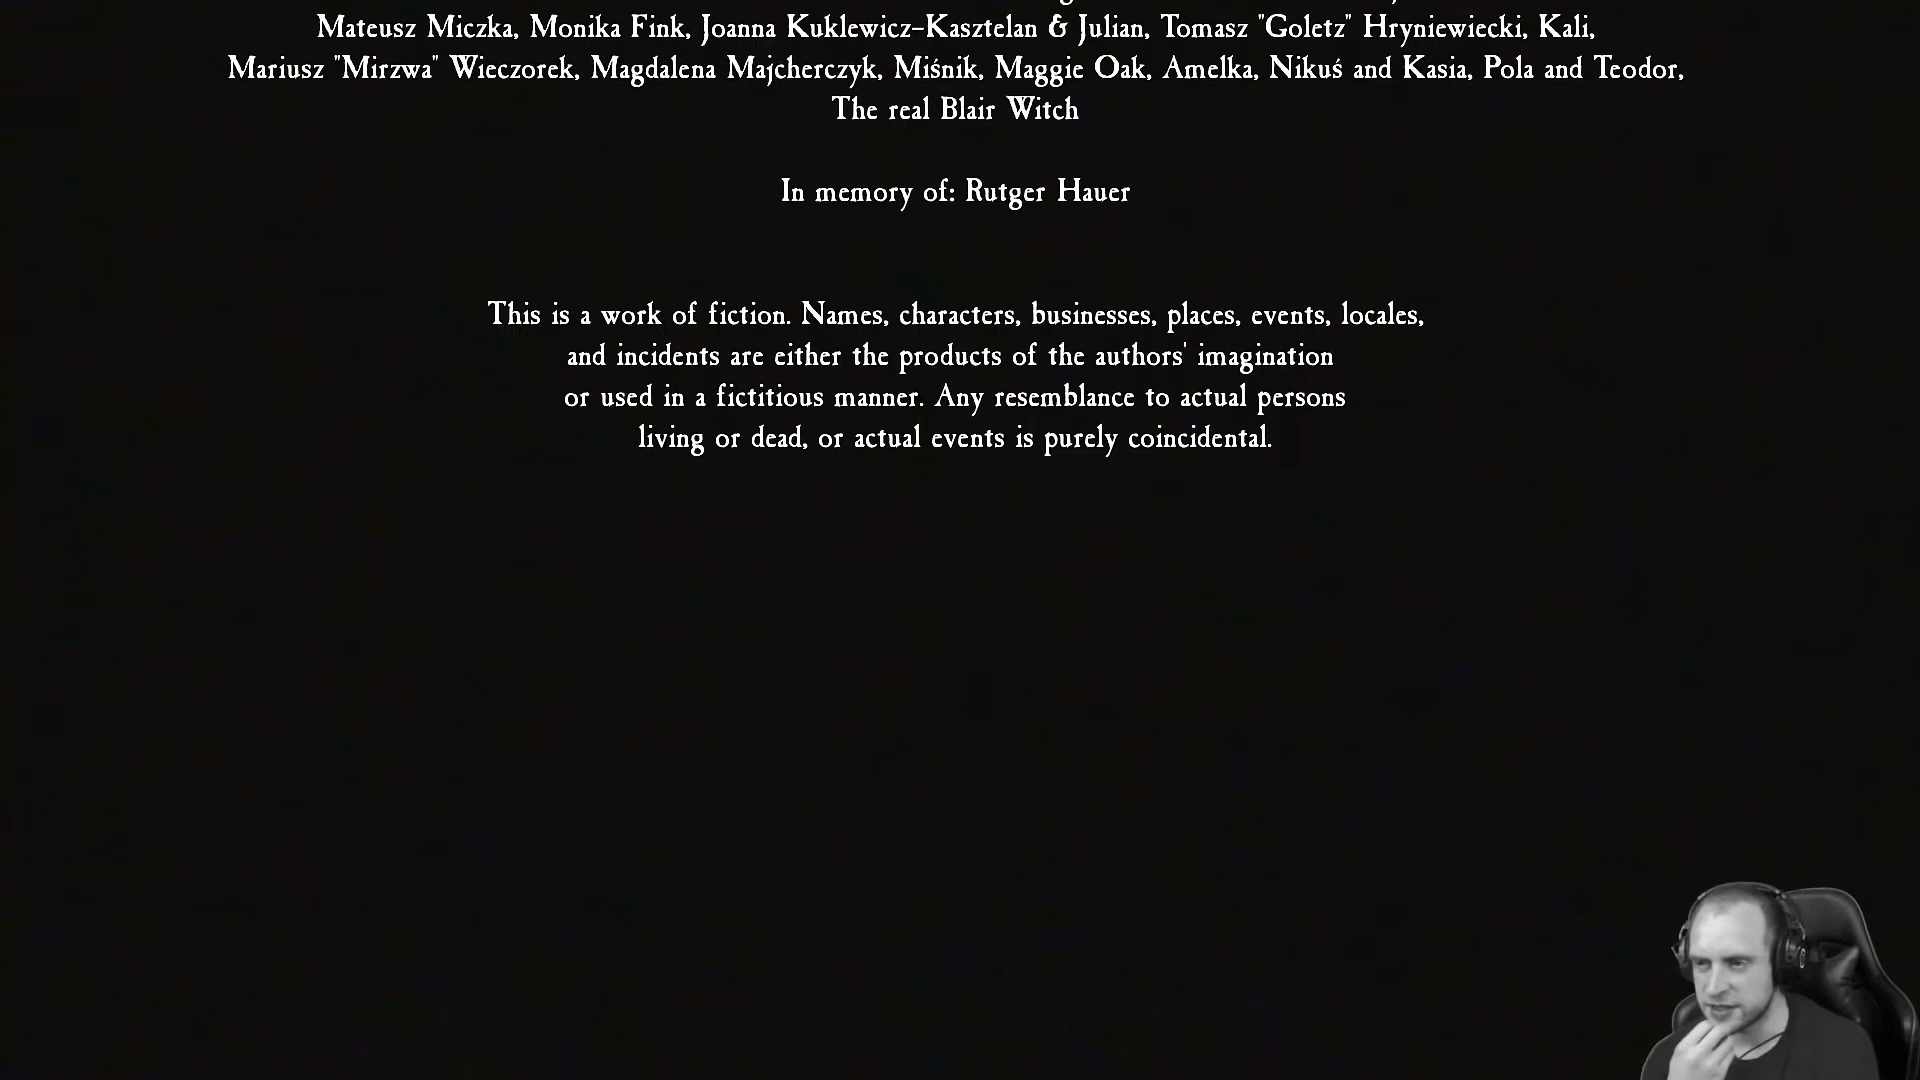 Mateusz Miczka, Monika Fink, Joanna Kuklewicz-Kasztelan & Julian, Tomasz "Goletz" Hryniewiecki, Kali,
Mariusz "Mirzwa" Wieczorek, Magdalena Majcherczyk, Miśnik, Maggie Oak, Amelka, Nikuś and Kasia, Pola and Teodor,
The real Blair Witch
In memory of: Rutger Hauer
This is a work of fiction. Names, characters, businesses, places, events, locales,
and incidents are either the products of the authors' imagination
or used in a fictitious manner. Any resemblance to actual persons
living or dead, or actual events is purely coincidental.